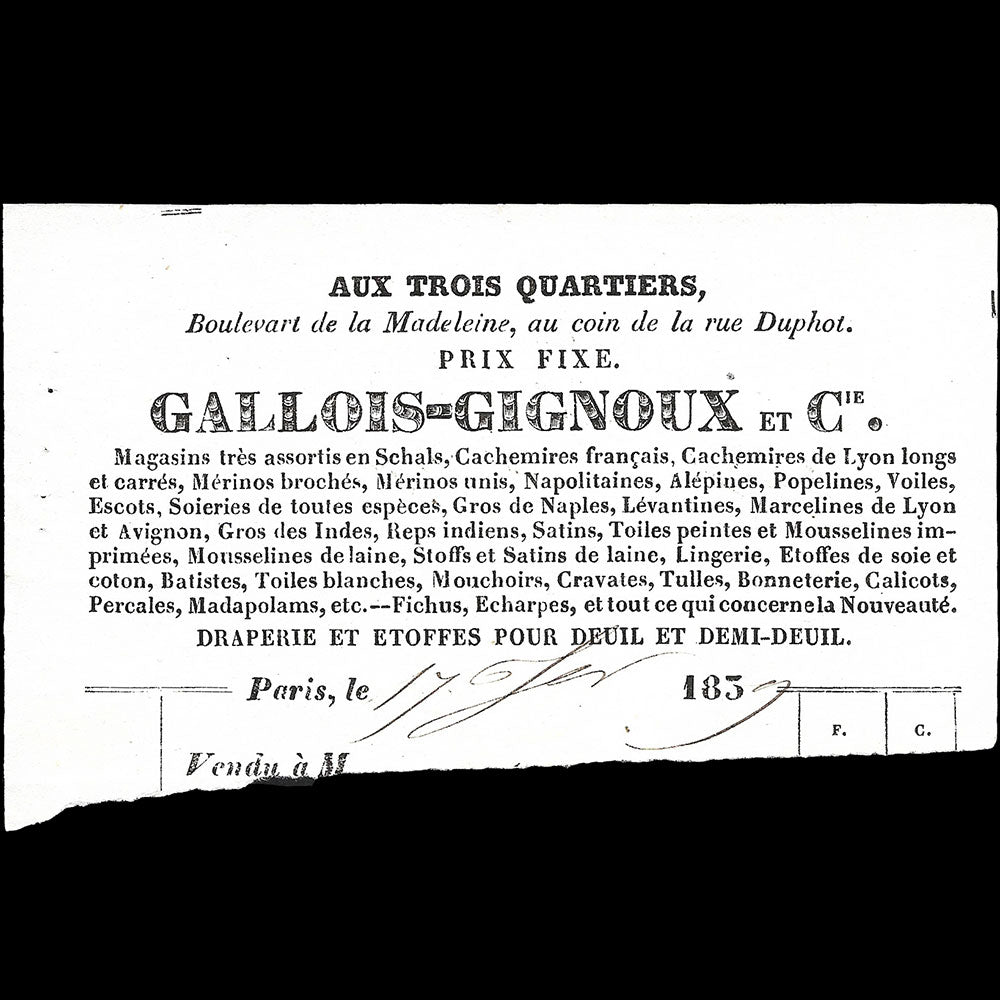 AUX TROIS QUARTIERS,
Boulevart de la Madeleine, au coin de la rue Duphot.
PRIX FIXE.
GALLOIS-GIGNOUX ET CIE.
Magasins très assortis en Schals, Cachemires français, Cachemires de Lyon longs
et carrés, Mérinos brochés, Mérinos unis, Napolitaines, Alépines, Popelines, Voiles,
Escots, Soieries de toutes espèces, Gros de Naples, Lévantines, Marcelines de Lyon
et Avignon, Gros des Indes, Reps indiens, Satins, Toiles peintes et Mousselines im-
primées, Mousselines de laine, Stoffs et Satins de laine, Lingerie, Etoffes de soie et
coton, Batistes, Toiles blanches, Mouchoirs, Cravates, Tulles, Bonneterie, Calicots,
Percales, Madapolams, etc.--Fichus, Echarpes, et tout ce qui concerne la Nouveauté.
DRAPERIE ET ETOFFES POUR DEUIL ET DEMI-DEUIL.
Paris, le 17. 1839
F. C.
Vendu à M